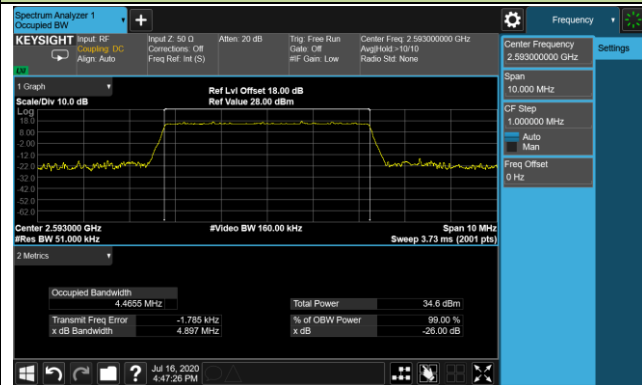 Spectrum Analyzer 1
Occupied BW
Frequency
KEYSIGHT
Input: RF
Coupling: DC
Align: Auto
Input Z: 50 Ω
Corrections: Off
Freq Ref: Int (S)
Atten: 20 dB
Trig: Free Run
Gate: Off
#IF Gain: Low
Center Freq: 2.593000000 GHz
Avg|Hold:>10/10
Radio Std: None
LXI
1 Graph
Scale/Div 10.0 dB
Ref Lvl Offset 18.00 dB
Ref Value 28.00 dBm
Log
18.0
8.00
-2.00
-12.0
-22.0
-32.0
-42.0
-52.0
-62.0
Center 2.593000 GHz
#Res BW 51.000 kHz
#Video BW 160.00 kHz
Span 10 MHz
Sweep 3.73 ms (2001 pts)
2 Metrics
Occupied Bandwidth
4.4655 MHz
Total Power 34.6 dBm
Transmit Freq Error -1.785 kHz
% of OBW Power 99.00 %
x dB Bandwidth 4.897 MHz
x dB -26.00 dB
Center Frequency
2.593000000 GHz
Settings
Span
10.000 MHz
CF Step
1.000000 MHz
Auto
Man
Freq Offset
0 Hz
?
Jul 16, 2020
4:47:26 PM